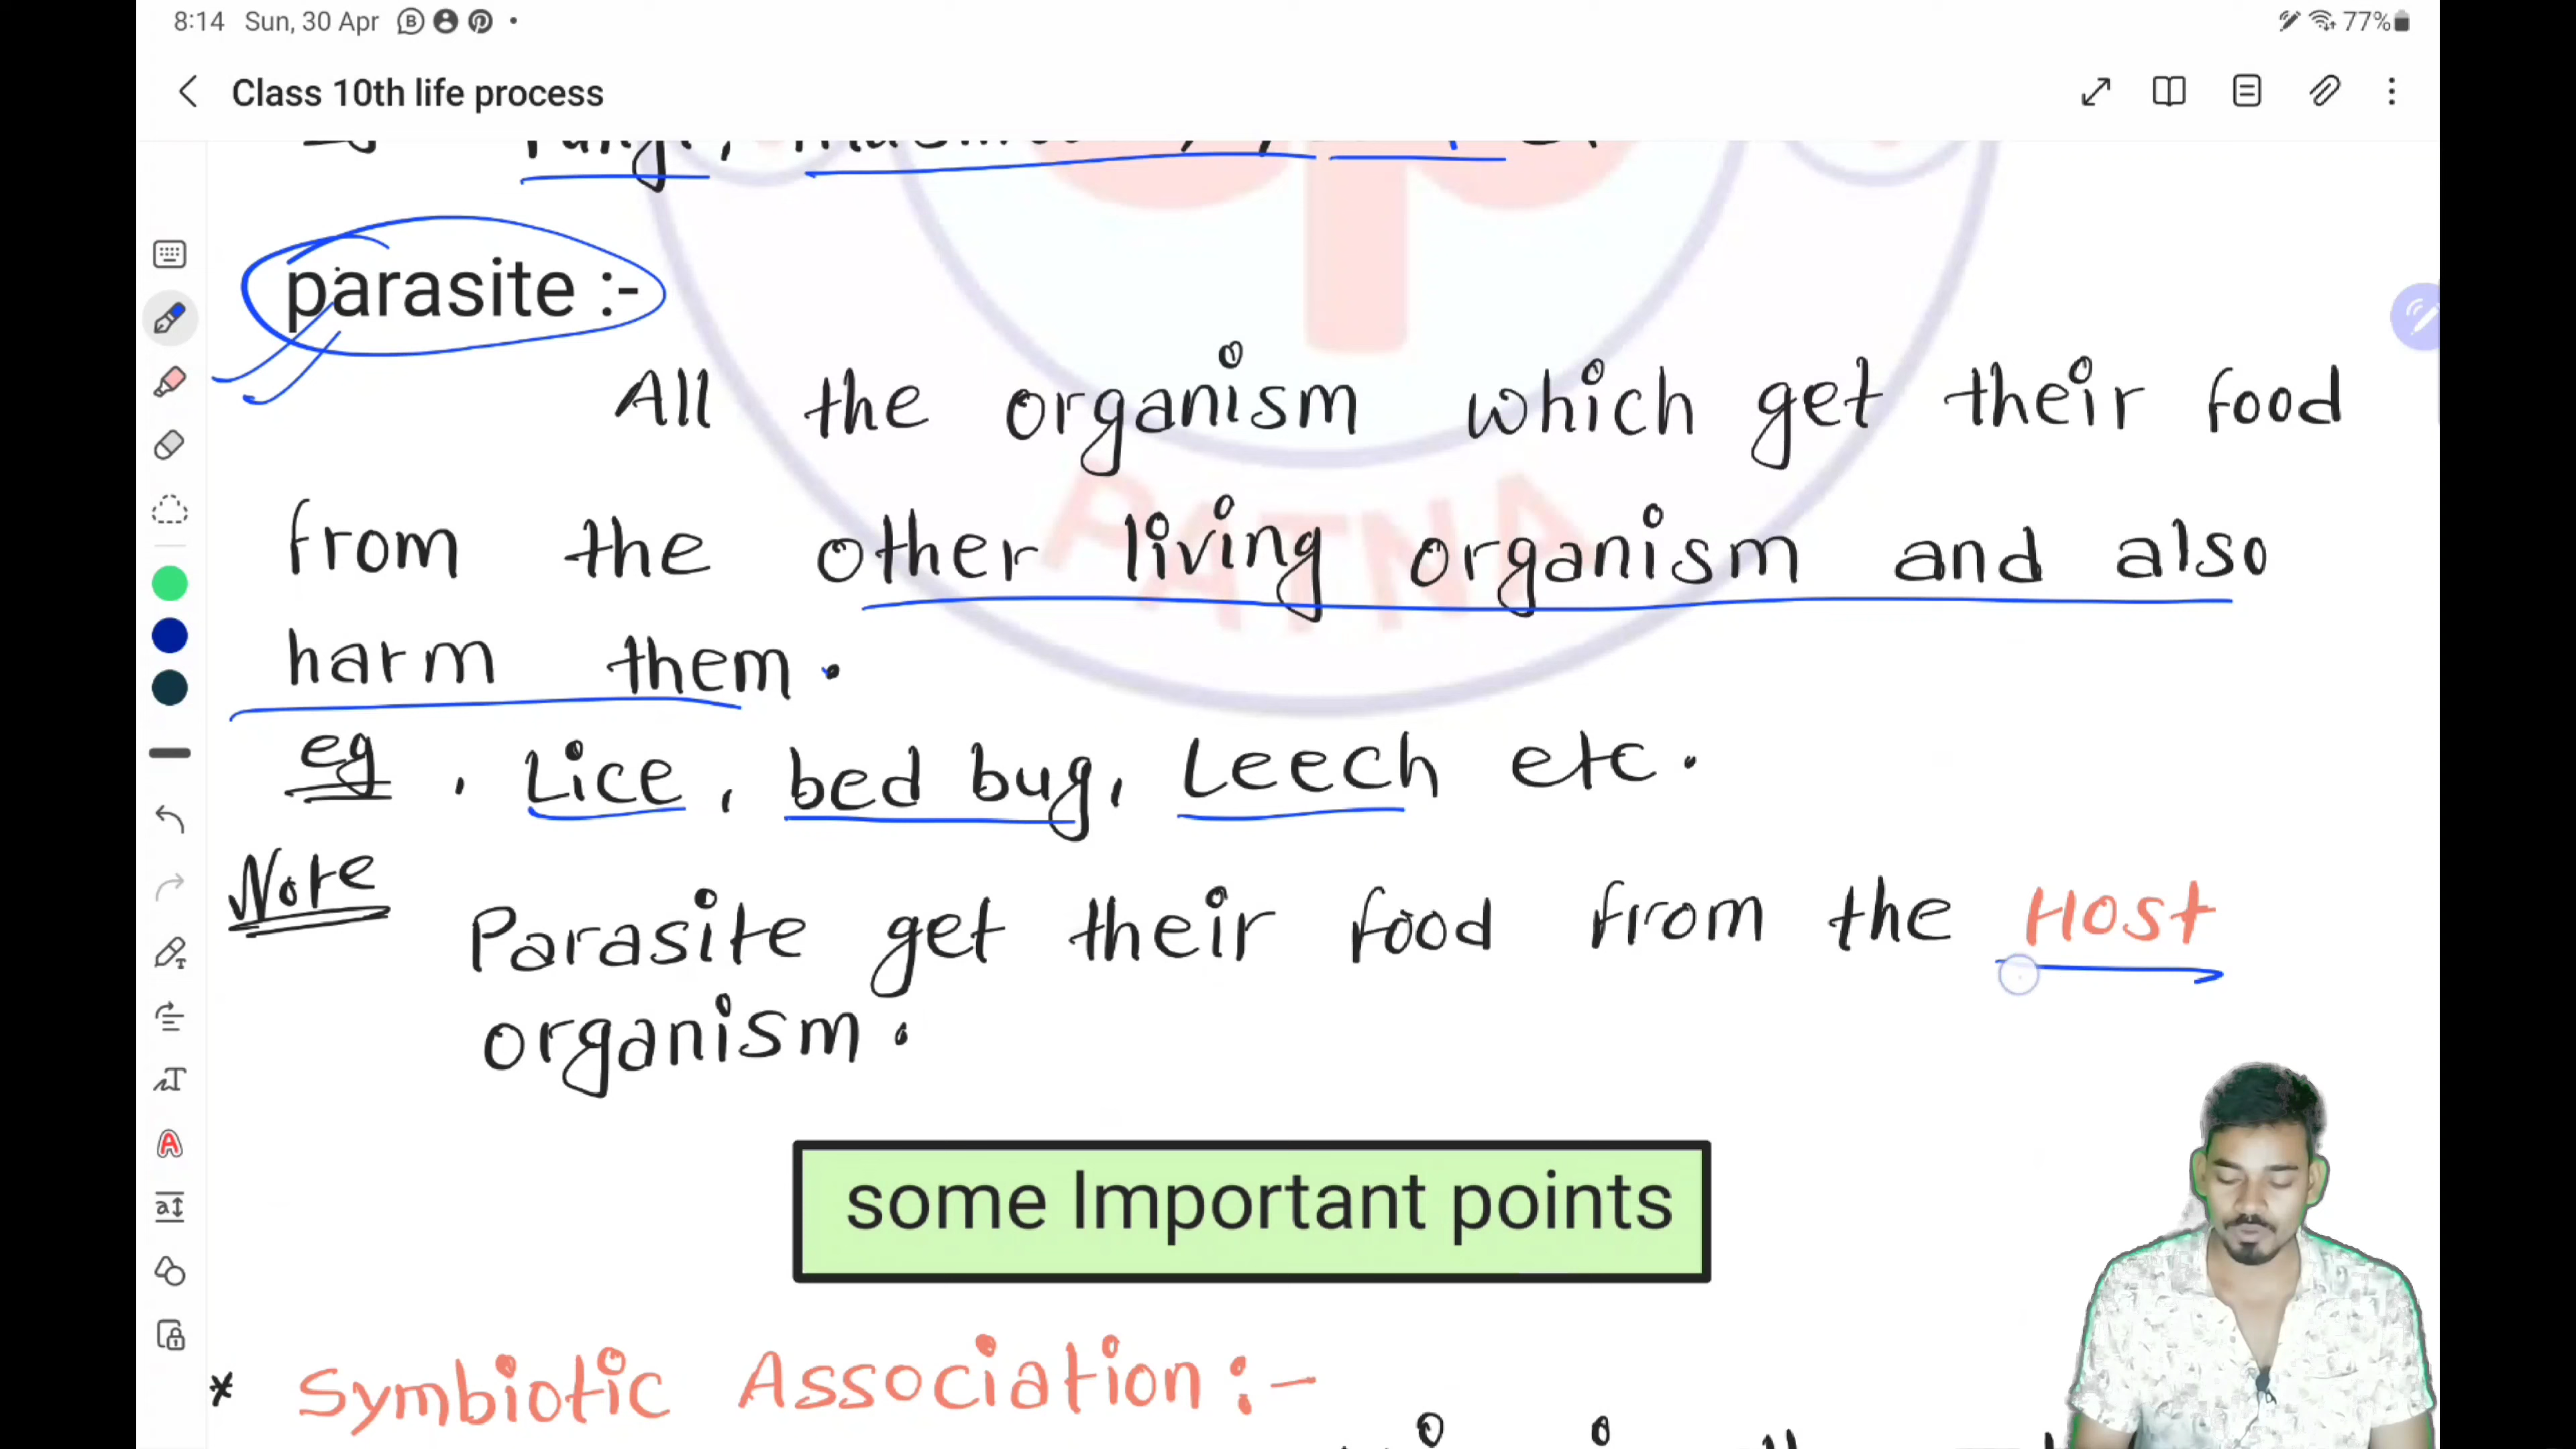 8:14 Sun, 30 Apr
77%
Class 10th life process
parasite :-
All the organism which get their food
from the other living organism and also
harm them.
eg , Lice, bed bug, Leech etc.
Note
Parasite get their food from the Host
organism.
some Important points
* Symbiotic Association :-
PATNA